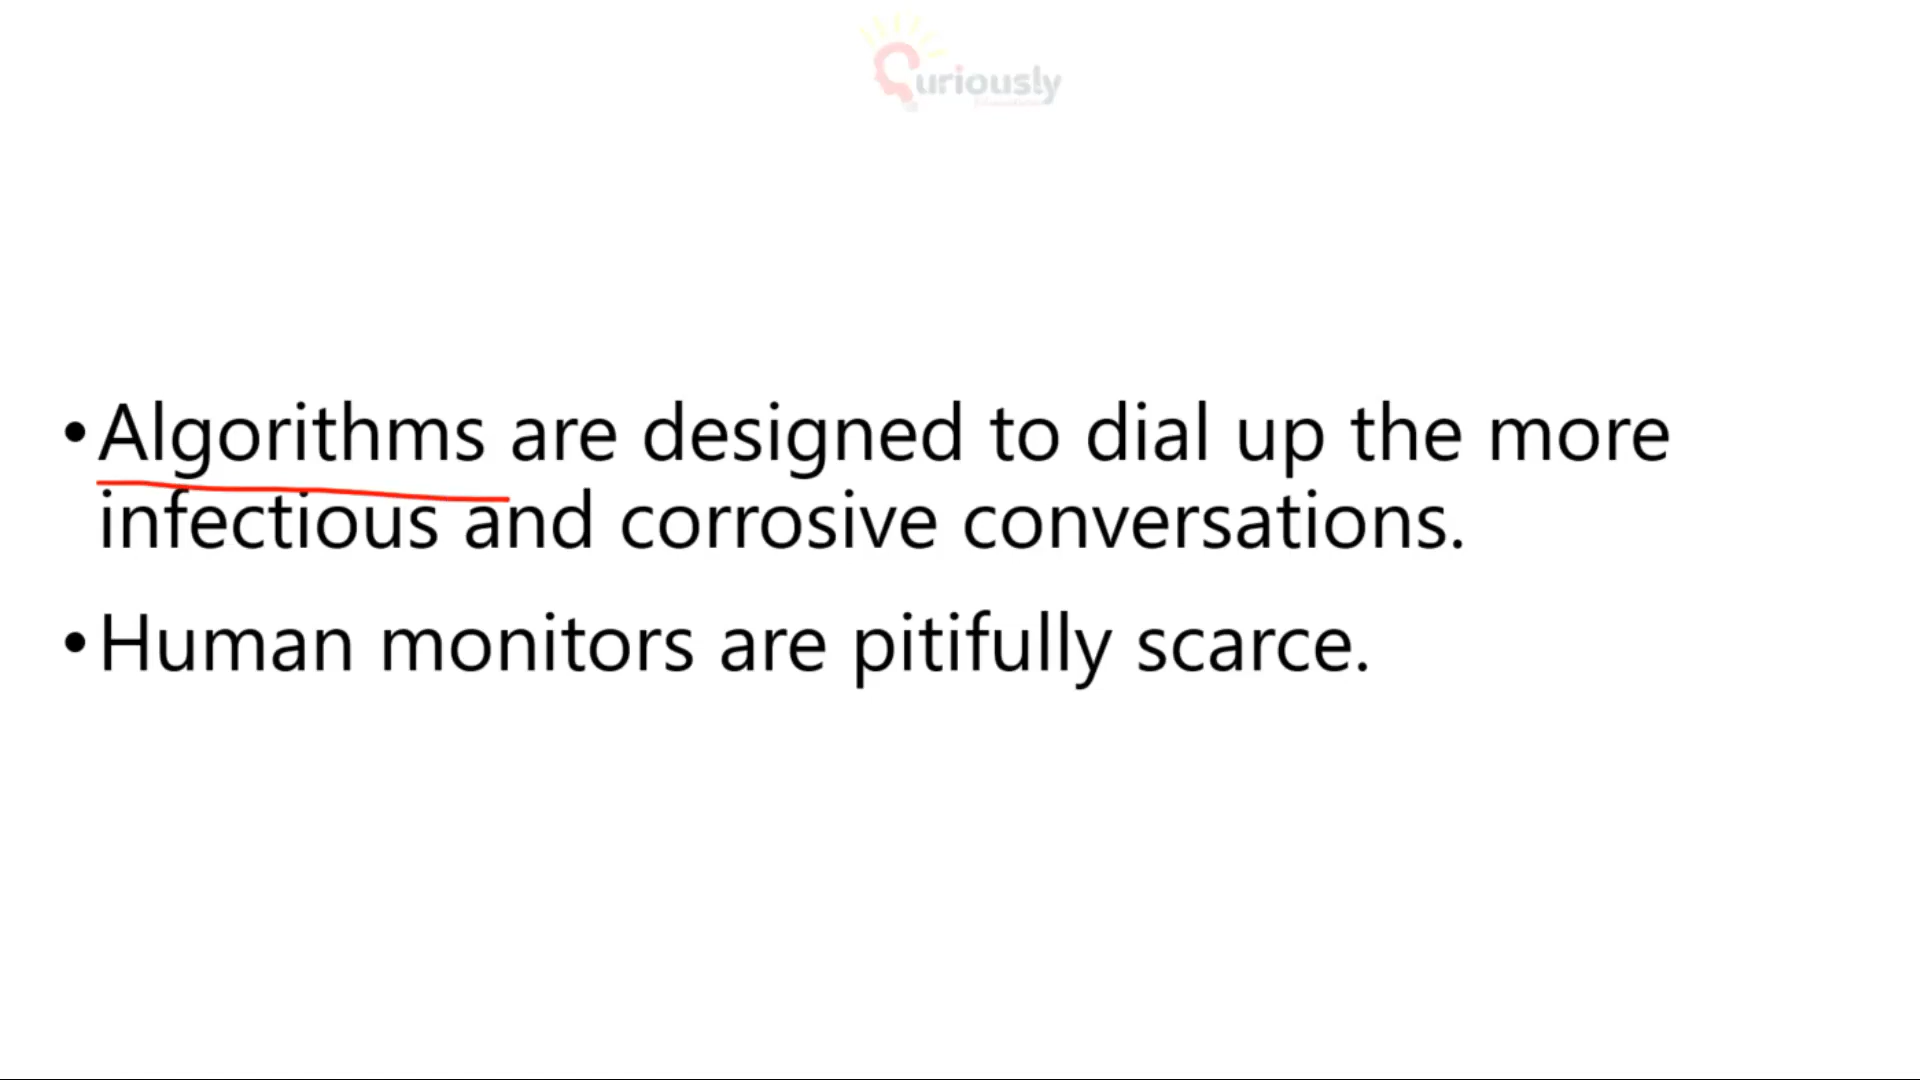 Curiously
• Algorithms are designed to dial up the more
infectious and corrosive conversations.
• Human monitors are pitifully scarce.